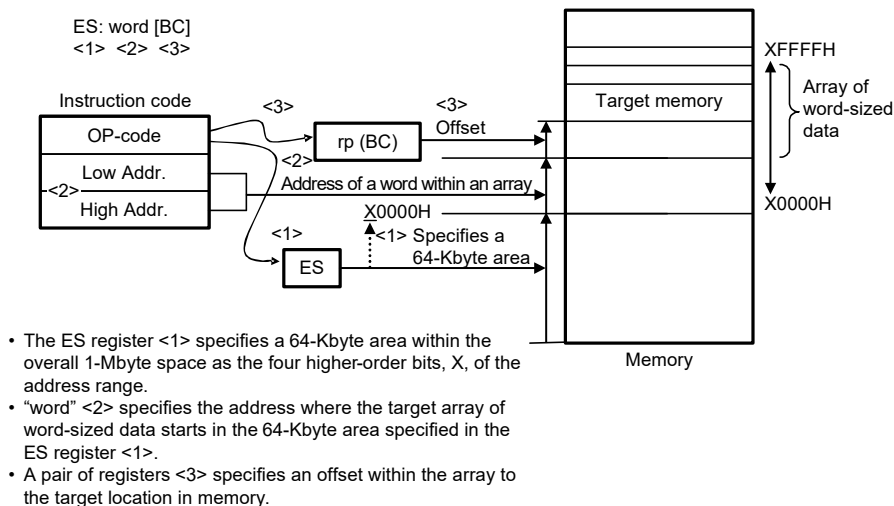 ES: word [BC]
<1> <2> <3>
XFFFFH
Array of
word-sized
data
Instruction code
<3>
<3>
Target memory
OP-code
rp (BC)
Offset
<2>
Low Addr.
<2>
Address of a word within an array
High Addr.
X0000H
X0000H
<1>
<1> Specifies a
64-Kbyte area
ES
Memory
• The ES register <1> specifies a 64-Kbyte area within the
overall 1-Mbyte space as the four higher-order bits, X, of the
address range.
• “word” <2> specifies the address where the target array of
word-sized data starts in the 64-Kbyte area specified in the
ES register <1>.
• A pair of registers <3> specifies an offset within the array to
the target location in memory.